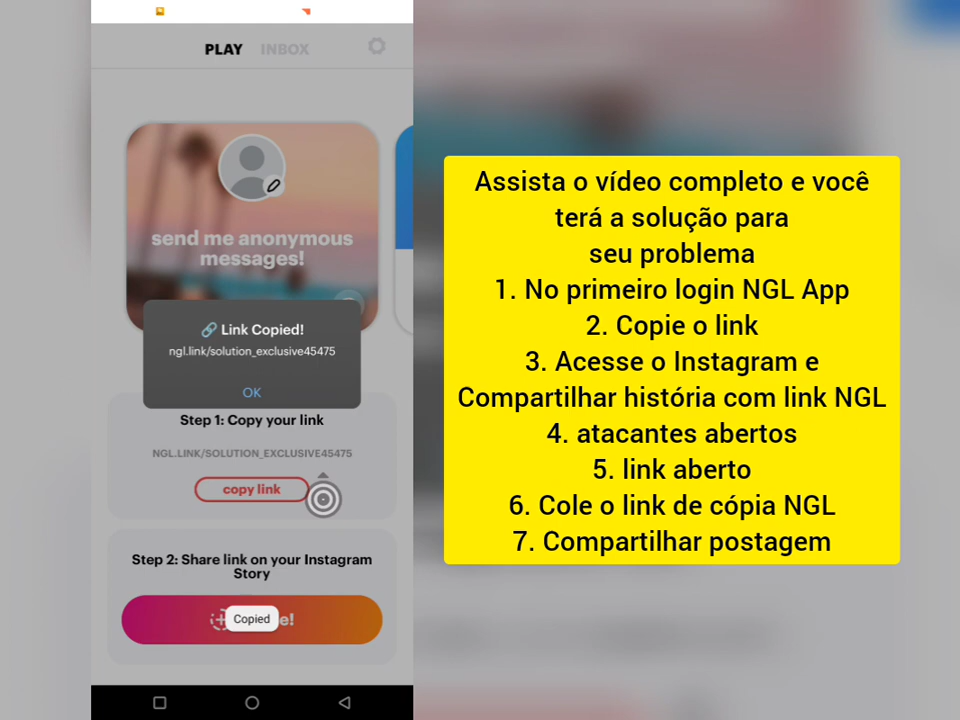 PLAY INBOX
send me anonymous
messages!
Link Copied!
ngl.link/solution_exclusive45475
OK
Step 1: Copy your link
NGL.LINK/SOLUTION_EXCLUSIVE45475
copy link
Step 2: Share link on your Instagram
Story
Copied
e!
Assista o vídeo completo e você
terá a solução para
seu problema
1. No primeiro login NGL App
2. Copie o link
3. Acesse o Instagram e
Compartilhar história com link NGL
4. atacantes abertos
5. link aberto
6. Cole o link de cópia NGL
7. Compartilhar postagem